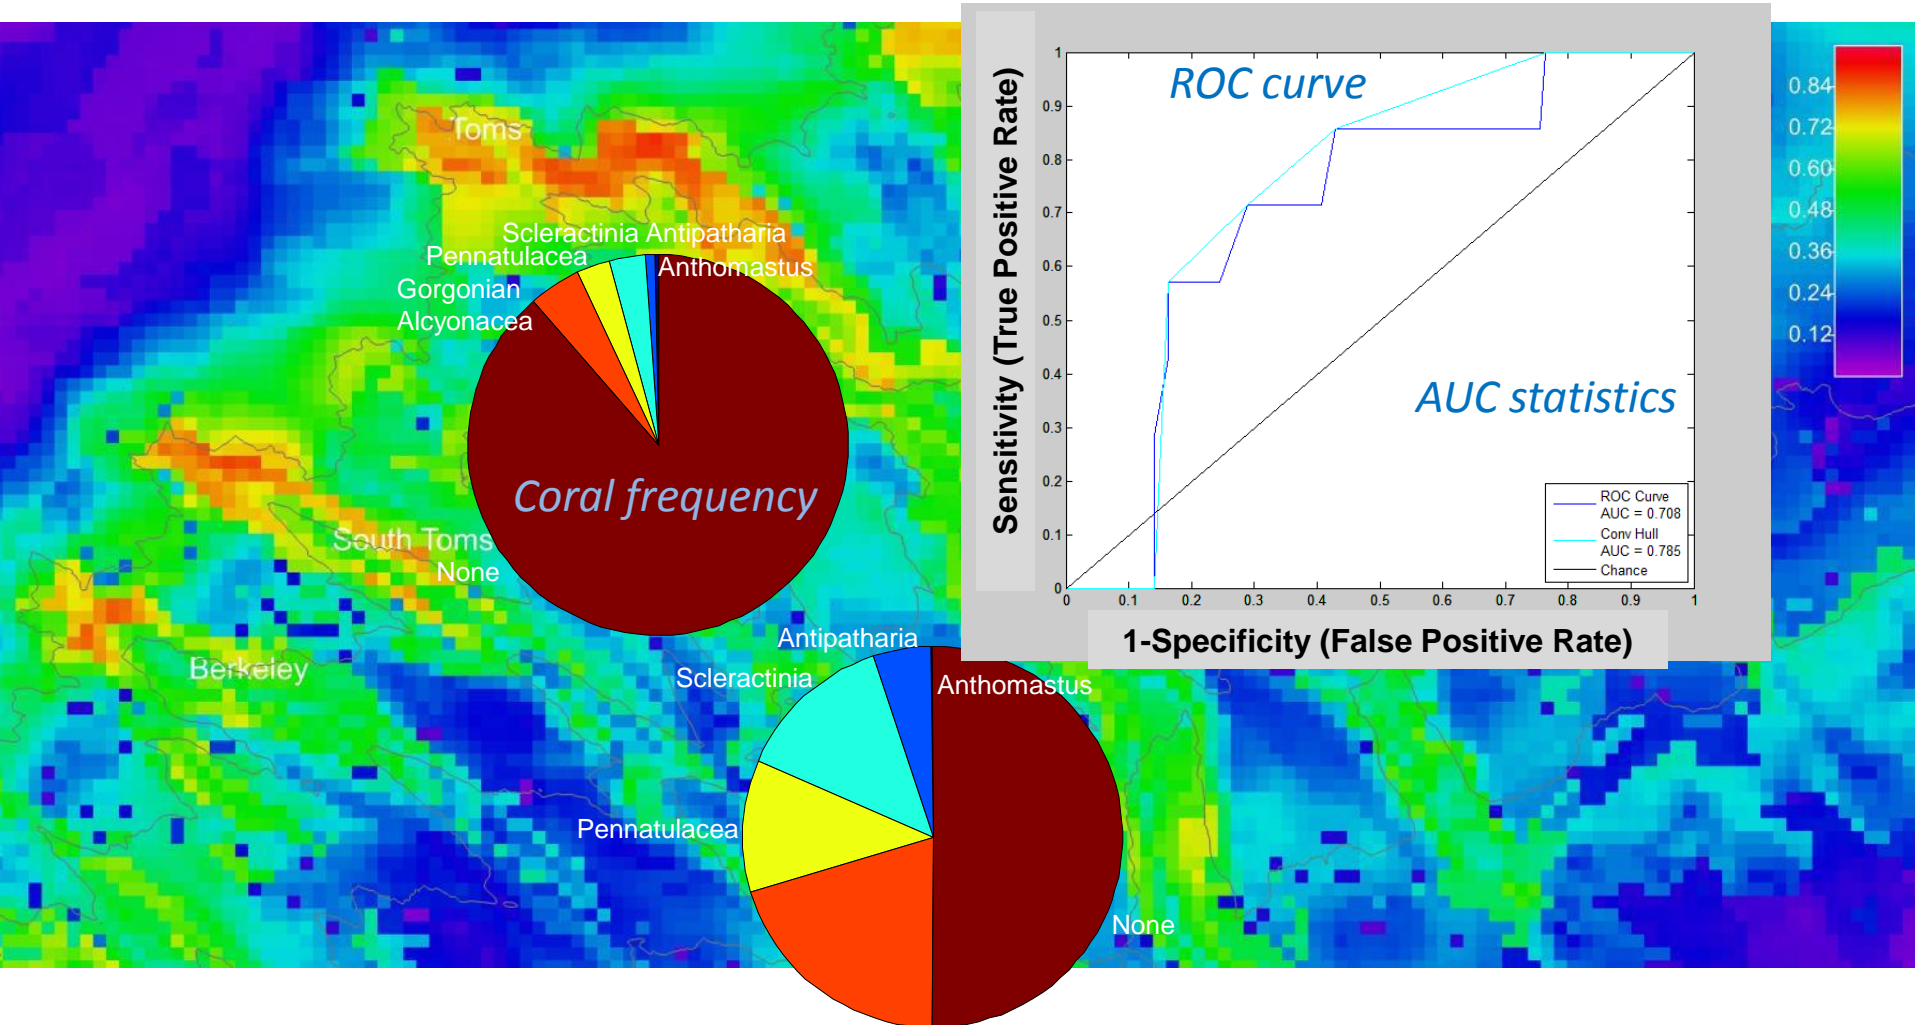 ROC curve
AUC statistics
Sensitivity (True Positive Rate)
1
0.9
0.8
0.7
0.6
0.5
0.4
0.3
0.2
0.1
0
0 0.1 0.2 0.3 0.4 0.5 0.6 0.7 0.8 0.9 1
1-Specificity (False Positive Rate)
ROC Curve
AUC = 0.708
Conv Hull
AUC = 0.785
Chance
0.84
0.72
0.60
0.48
0.36
0.24
0.12
Toms
Scleractinia Antipatharia
Pennatulacea
Anthomastus
Gorgonian
Alcyonacea
Coral frequency
South Toms
None
Berkeley
Antipatharia
Scleractinia
Anthomastus
Pennatulacea
None